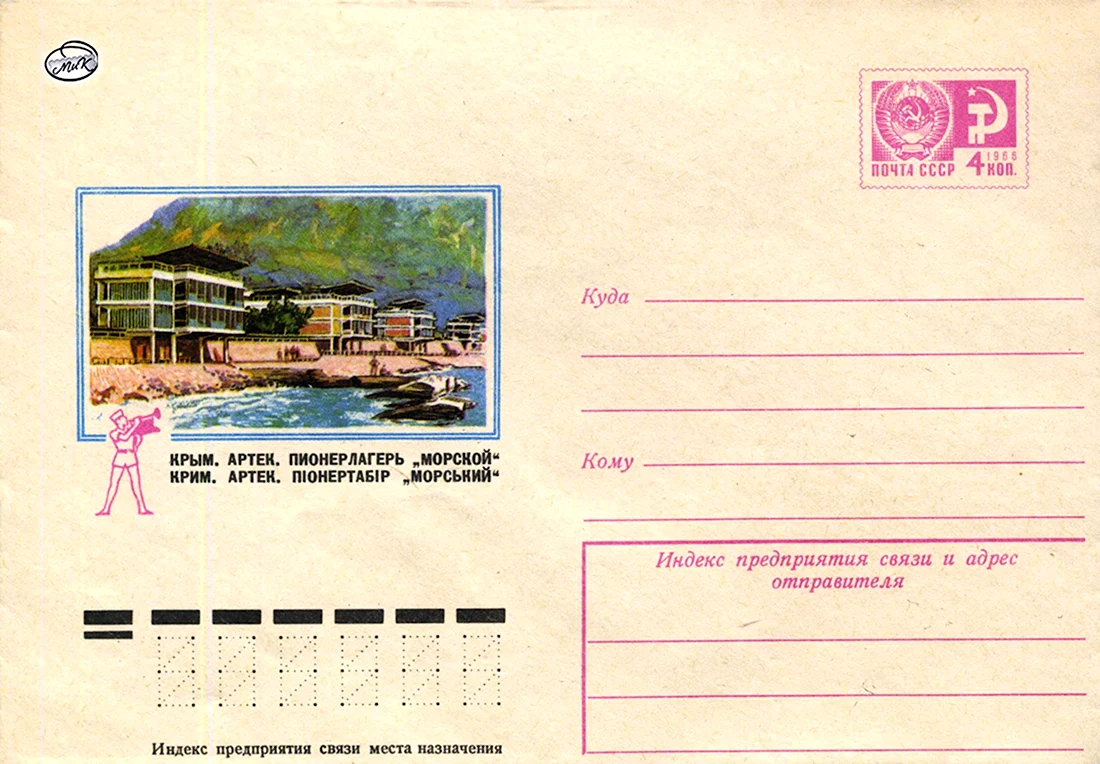 МиК
1966
ПОЧТА СССР 4 КОП.
Куда
КРЫМ. АРТЕК. ПИОНЕРЛАГЕРЬ „МОРСКОЙ“
КРИМ. АРТЕК. ПІОНЕРТАБІР „МОРСЬКИЙ“
Кому
Индекс предприятия связи и адрес
отправителя
Индекс предприятия связи места назначения